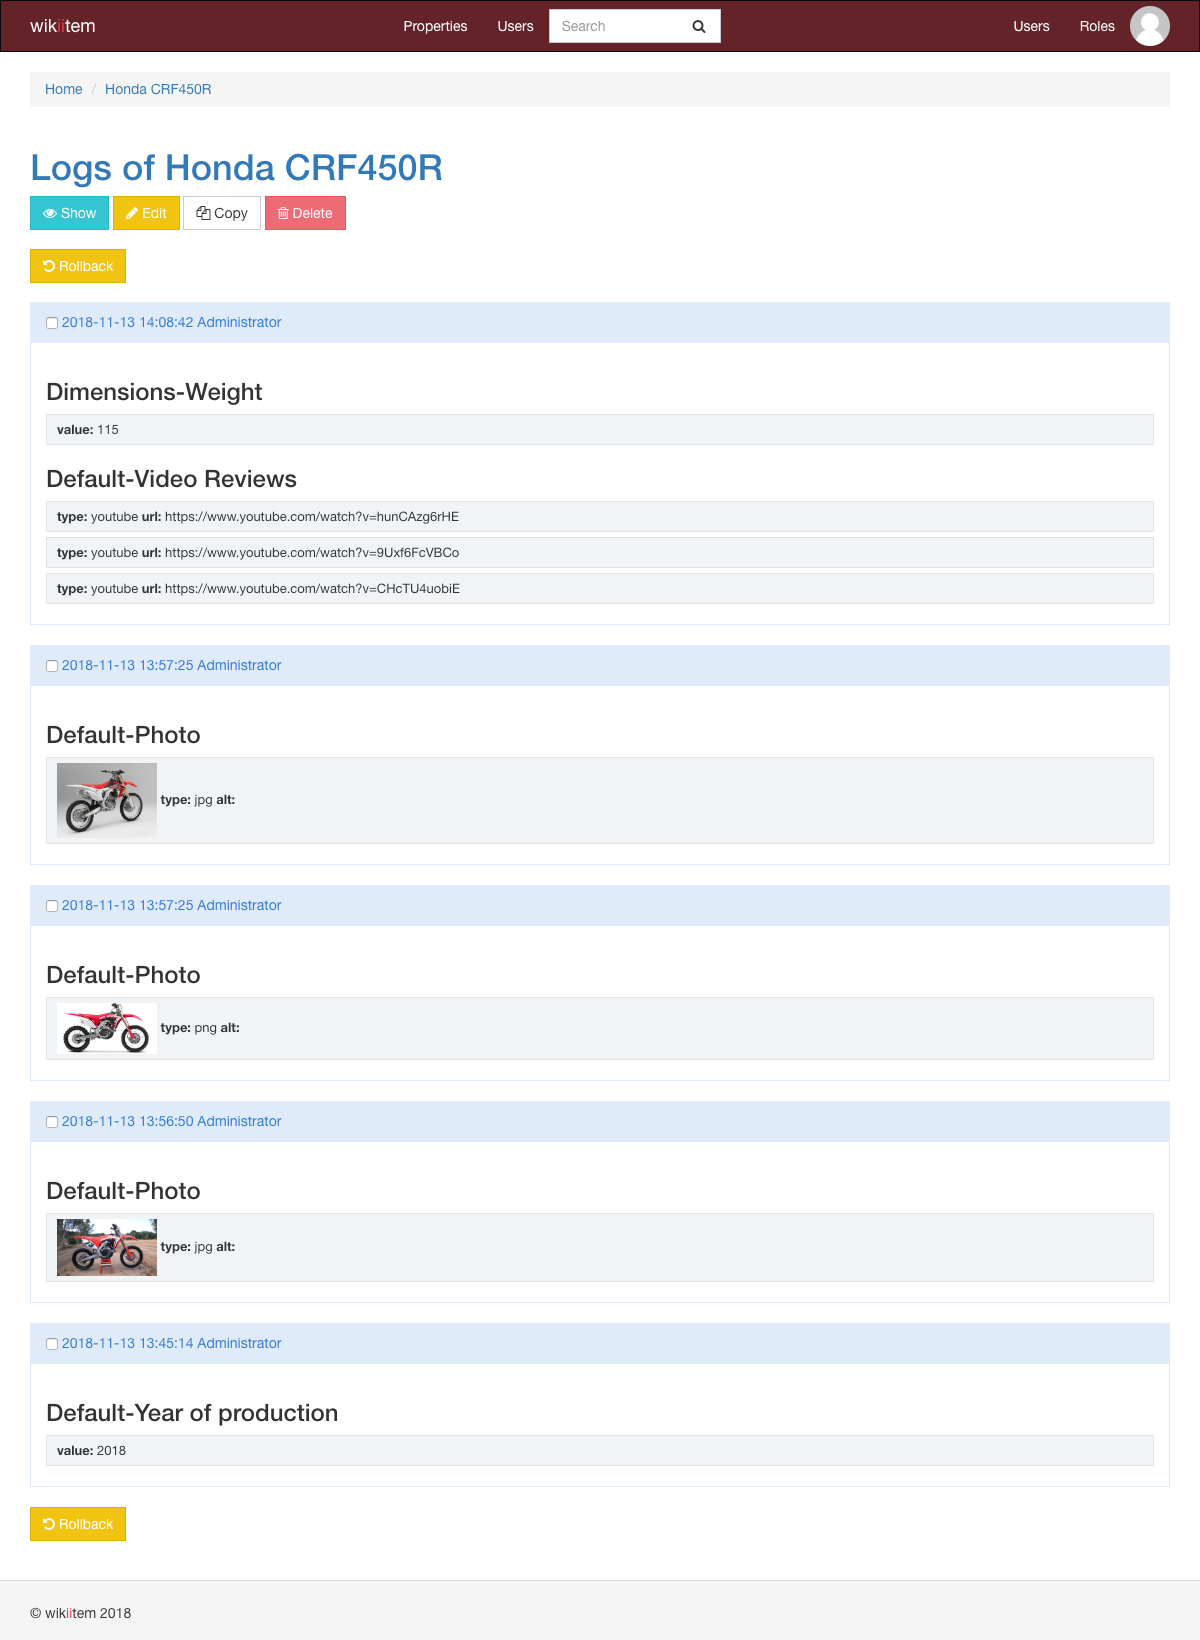 wikiitem Properties Users Search Users Roles
Home / Honda CRF450R
Logs of Honda CRF450R
Show Edit Copy Delete
Rollback
2018-11-13 14:08:42 Administrator
Dimensions-Weight
value: 115
Default-Video Reviews
type: youtube url: https://www.youtube.com/watch?v=hunCAzg6rHE
type: youtube url: https://www.youtube.com/watch?v=9Uxf6FcVBCo
type: youtube url: https://www.youtube.com/watch?v=CHcTU4uobiE
2018-11-13 13:57:25 Administrator
Default-Photo
type: jpg alt:
2018-11-13 13:57:25 Administrator
Default-Photo
type: png alt:
2018-11-13 13:56:50 Administrator
Default-Photo
type: jpg alt:
2018-11-13 13:45:14 Administrator
Default-Year of production
value: 2018
Rollback
© wikiitem 2018